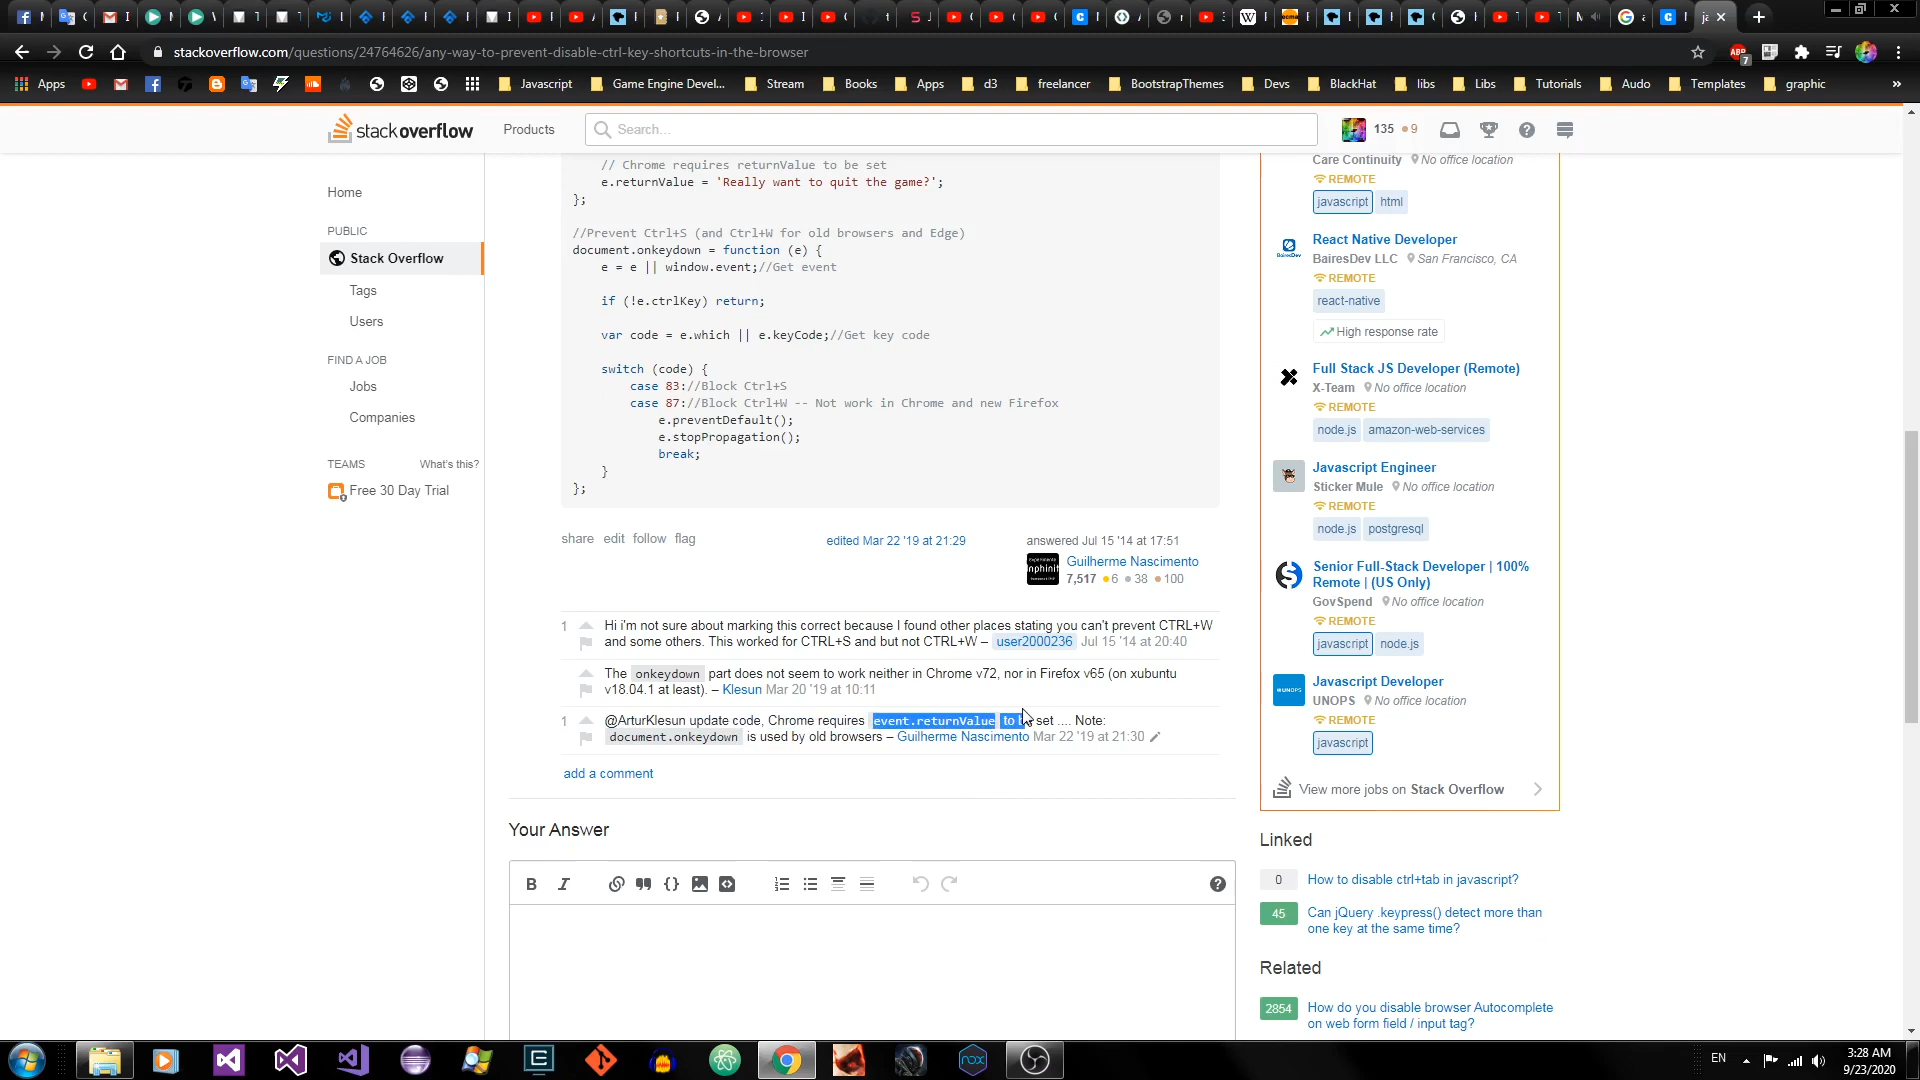 stackoverflow.com/questions/24764626/any-way-to-prevent-disable-ctrl-key-shortcuts-in-the-browser
7
Apps
Javascript
Game Engine Devel...
Stream
Books
Apps
d3
freelancer
BootstrapThemes
Devs
BlackHat
libs
Libs
Tutorials
Audo
Templates
graphic
»
stackoverflow
Products
Search...
135 9
Home
PUBLIC
Stack Overflow
Tags
Users
FIND A JOB
Jobs
Companies
TEAMS What's this?
Free 30 Day Trial
// Chrome requires returnValue to be set
e.returnValue = 'Really want to quit the game?';
};
//Prevent Ctrl+S (and Ctrl+W for old browsers and Edge)
document.onkeydown = function (e) {
e = e || window.event;//Get event
if (!e.ctrlKey) return;
var code = e.which || e.keyCode;//Get key code
switch (code) {
case 83://Block Ctrl+S
case 87://Block Ctrl+W -- Not work in Chrome and new Firefox
e.preventDefault();
e.stopPropagation();
break;
}
};
share edit follow flag
edited Mar 22 '19 at 21:29
answered Jul 15 '14 at 17:51
Guilherme Nascimento
7,517 6 38 100
1 Hi i'm not sure about marking this correct because I found other places stating you can't prevent CTRL+W
and some others. This worked for CTRL+S and but not CTRL+W – user2000236 Jul 15 '14 at 20:40
The onkeydown part does not seem to work neither in Chrome v72, nor in Firefox v65 (on xubuntu
v18.04.1 at least). – Klesun Mar 20 '19 at 10:11
1 @ArturKlesun update code, Chrome requires event.returnValue to be set .... Note:
document.onkeydown is used by old browsers – Guilherme Nascimento Mar 22 '19 at 21:30
add a comment
Your Answer
B I
Care Continuity No office location
REMOTE
javascript html
React Native Developer
BairesDev LLC San Francisco, CA
REMOTE
react-native
High response rate
Full Stack JS Developer (Remote)
X-Team No office location
REMOTE
node.js amazon-web-services
Javascript Engineer
Sticker Mule No office location
REMOTE
node.js postgresql
Senior Full-Stack Developer | 100%
Remote | (US Only)
GovSpend No office location
REMOTE
javascript node.js
Javascript Developer
UNOPS No office location
REMOTE
javascript
View more jobs on Stack Overflow
Linked
0 How to disable ctrl+tab in javascript?
45 Can jQuery .keypress() detect more than
one key at the same time?
Related
2854 How do you disable browser Autocomplete
on web form field / input tag?
EN
3:28 AM
9/23/2020